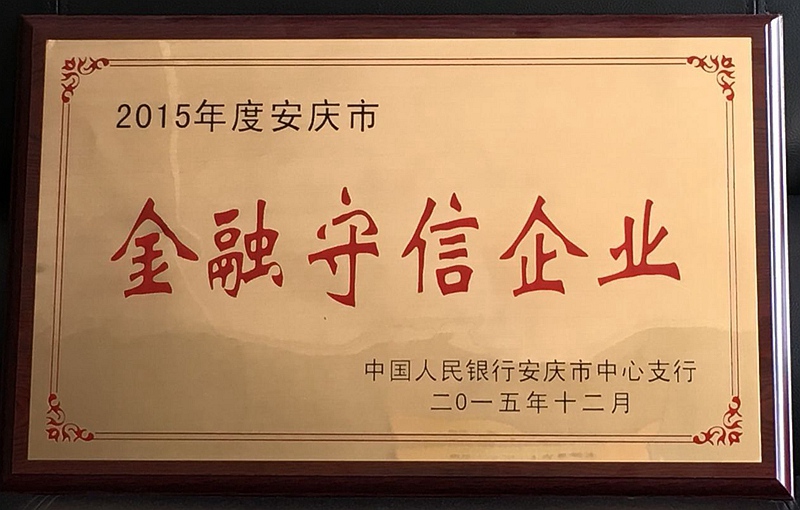 2015年度安庆市
金融守信企业
中国人民银行安庆市中心支行
二0一五年十二月